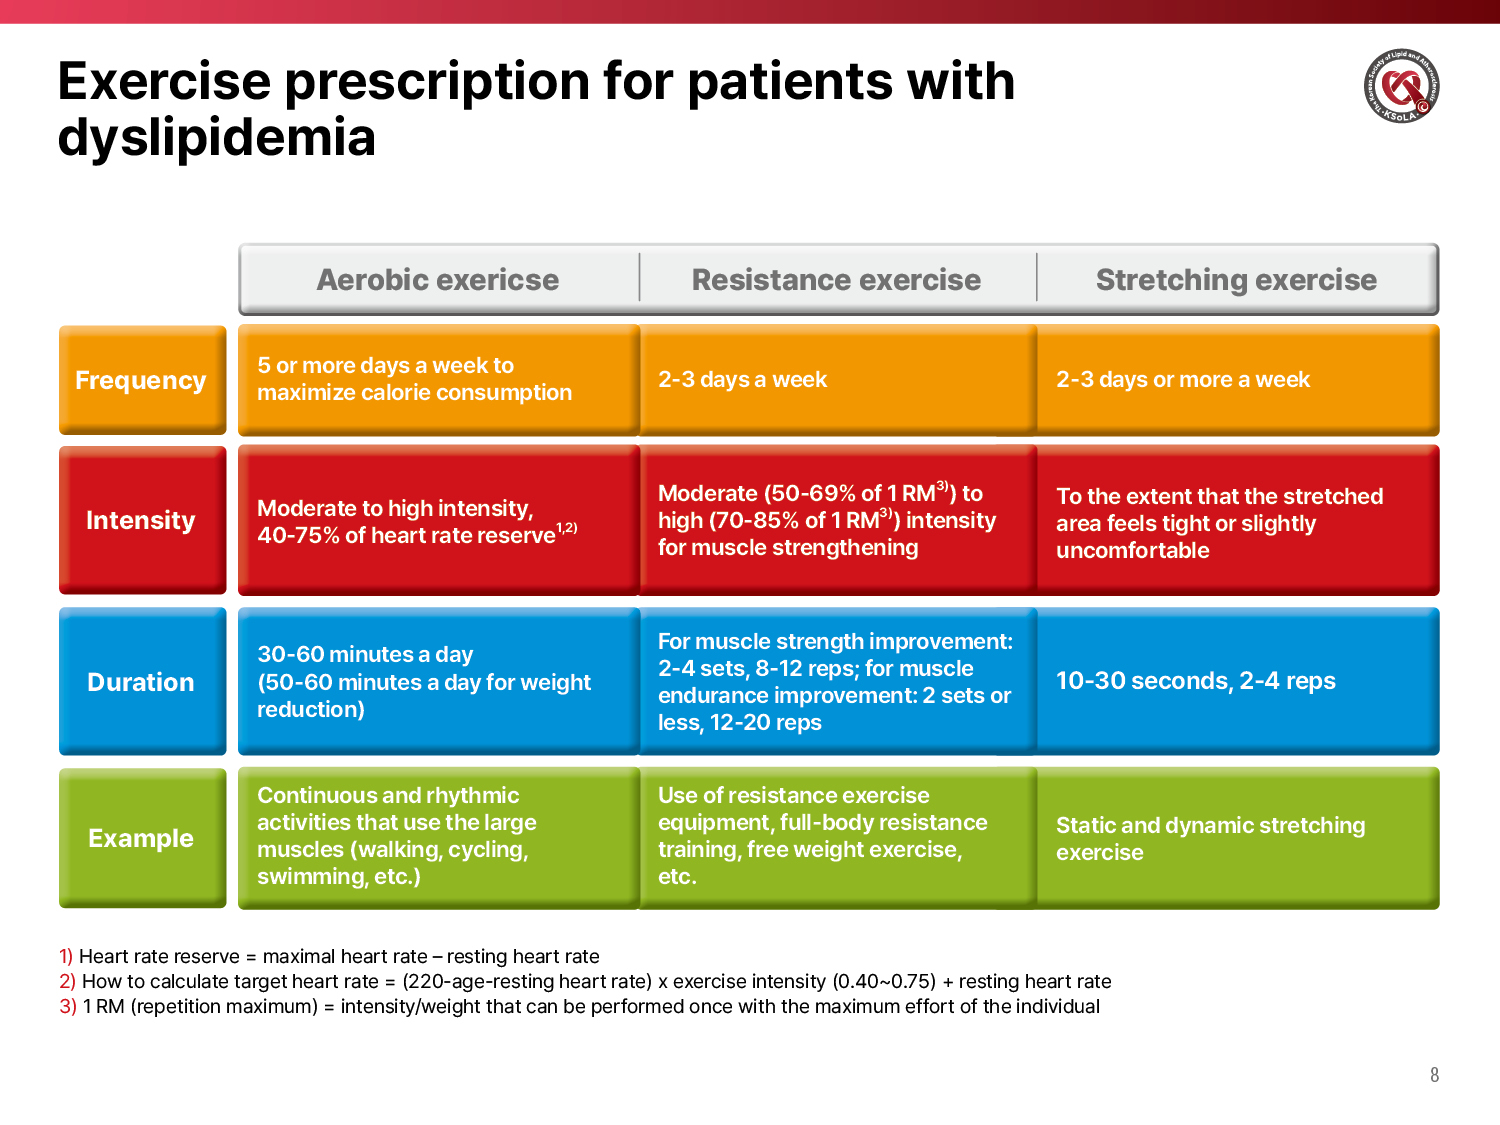 Exercise prescription for patients with
dyslipidemia
The Korean Society of Lipid and Atherosclerosis
·KSoLA·
Aerobic exericse
Resistance exercise
Stretching exercise
Frequency
5 or more days a week to
maximize calorie consumption
2-3 days a week
2-3 days or more a week
Intensity
Moderate to high intensity,
40-75% of heart rate reserve1,2)
Moderate (50-69% of 1 RM3)) to
high (70-85% of 1 RM3)) intensity
for muscle strengthening
To the extent that the stretched
area feels tight or slightly
uncomfortable
Duration
30-60 minutes a day
(50-60 minutes a day for weight
reduction)
For muscle strength improvement:
2-4 sets, 8-12 reps; for muscle
endurance improvement: 2 sets or
less, 12-20 reps
10-30 seconds, 2-4 reps
Example
Continuous and rhythmic
activities that use the large
muscles (walking, cycling,
swimming, etc.)
Use of resistance exercise
equipment, full-body resistance
training, free weight exercise,
etc.
Static and dynamic stretching
exercise
1) Heart rate reserve = maximal heart rate – resting heart rate
2) How to calculate target heart rate = (220-age-resting heart rate) x exercise intensity (0.40~0.75) + resting heart rate
3) 1 RM (repetition maximum) = intensity/weight that can be performed once with the maximum effort of the individual
8